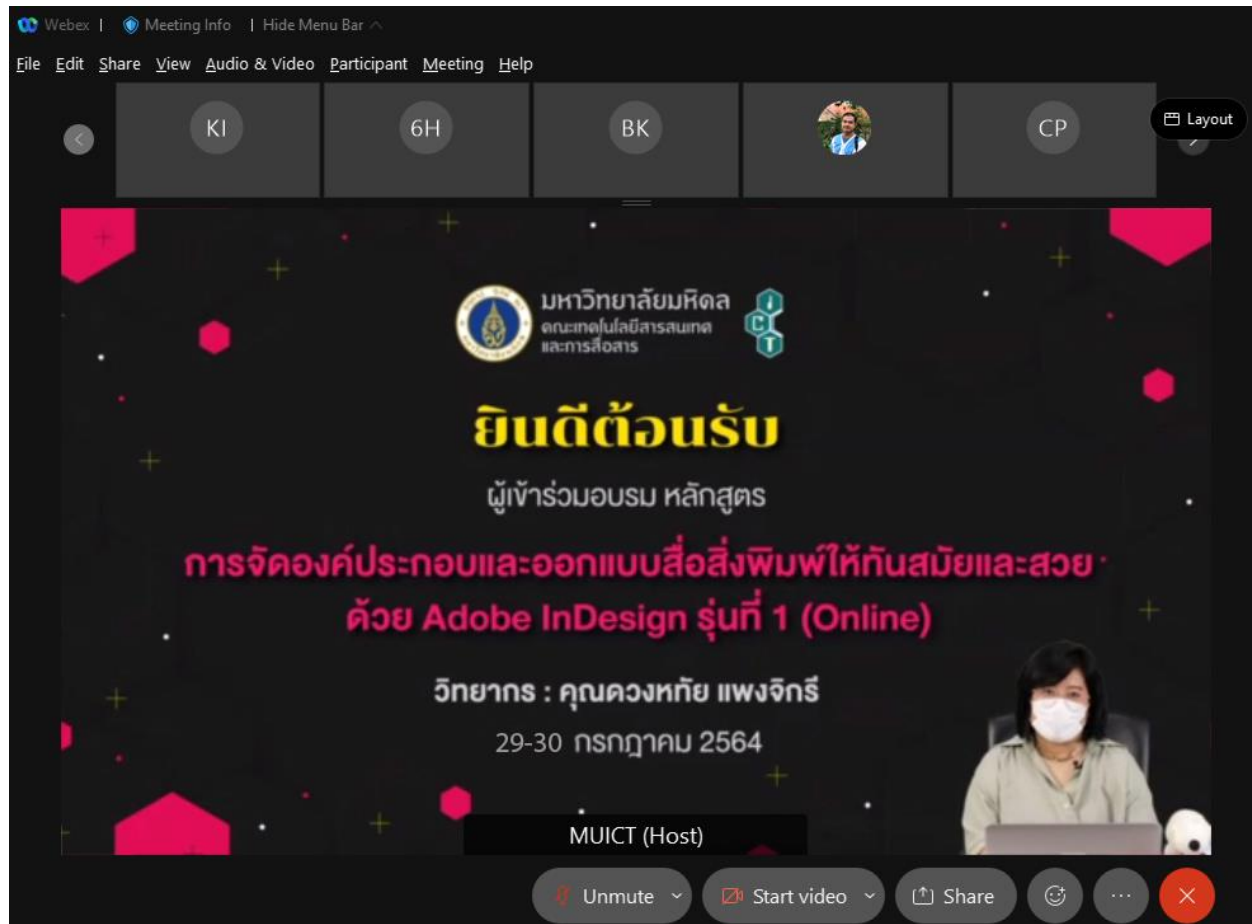 Webex | Meeting Info | Hide Menu Bar
File Edit Share View Audio & Video Participant Meeting Help
KI 6H BK CP Layout
มหาวิทยาลัยมหิดล
คณะเทคโนโลยีสารสนเทศ
และการสื่อสาร
ICT
ยินดีต้อนรับ
ผู้เข้าร่วมอบรม หลักสูตร
การจัดองค์ประกอบและออกแบบสื่อสิ่งพิมพ์ให้ทันสมัยและสวย
ด้วย Adobe InDesign รุ่นที่ 1 (Online)
วิทยากร : คุณดวงหทัย แพงจิกรี
29-30 กรกฎาคม 2564
MUICT (Host)
Unmute Start video Share